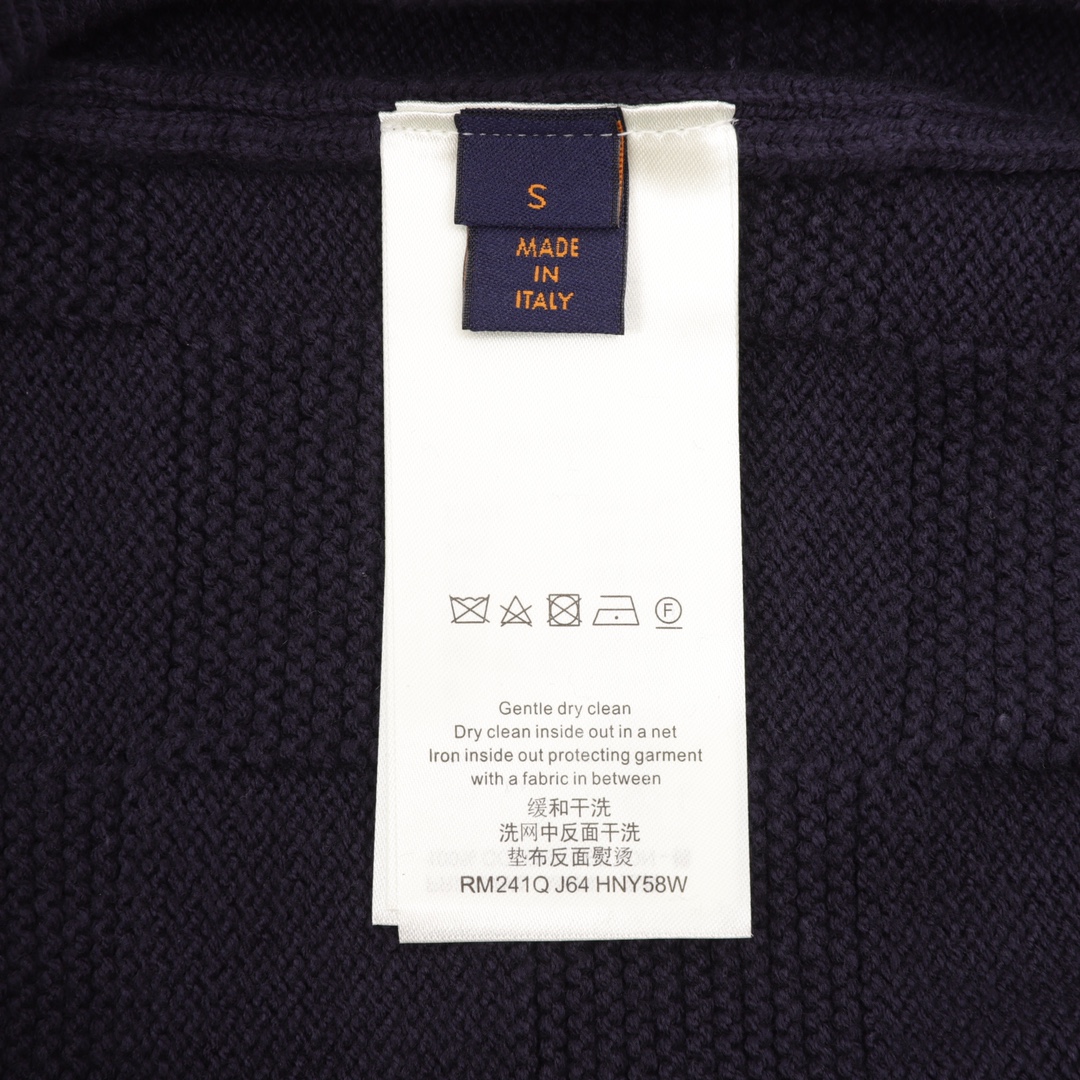 S
MADE
IN
ITALY
F
Gentle dry clean
Dry clean inside out in a net
Iron inside out protecting garment
with a fabric in between
缓和干洗
洗网中反面干洗
垫布反面熨烫
RM241Q J64 HNY58W